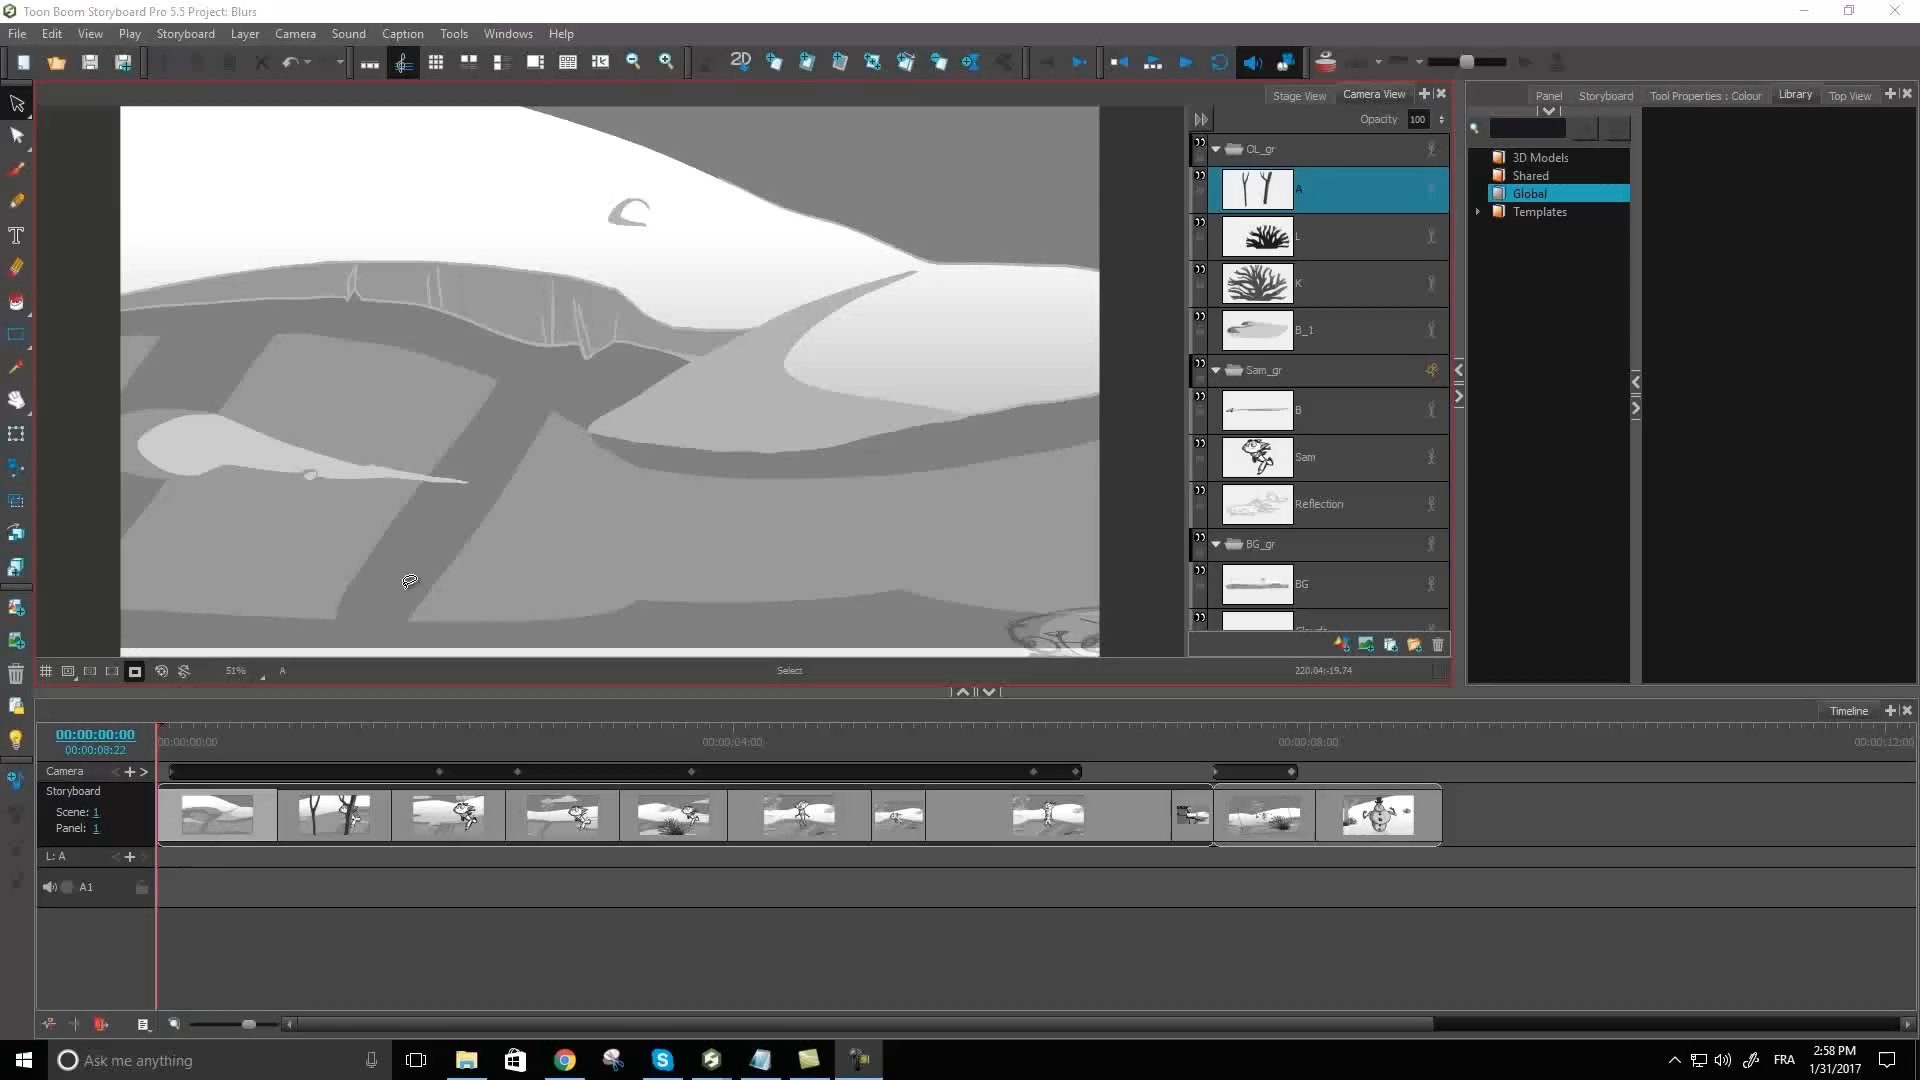 Toon Boom Storyboard Pro 5.5 Project: Blurs
File Edit View Play Storyboard Layer Camera Sound Caption Tools Windows Help
2D
Stage View Camera View
Panel Storyboard Tool Properties : Colour Library Top View
Opacity 100
OL_gr
A
L
K
B_1
Sam_gr
B
Sam
Reflection
BG_gr
BG
3D Models
Shared
Global
Templates
51% A Select 220.04:-19.74
Timeline
00:00:00:00
00:00:08:22
00:00:00:00 00:00:04:00 00:00:08:00 00:00:12:00
Camera
Storyboard
Scene: 1
Panel: 1
L: A
A1
Ask me anything
FRA
2:58 PM
1/31/2017